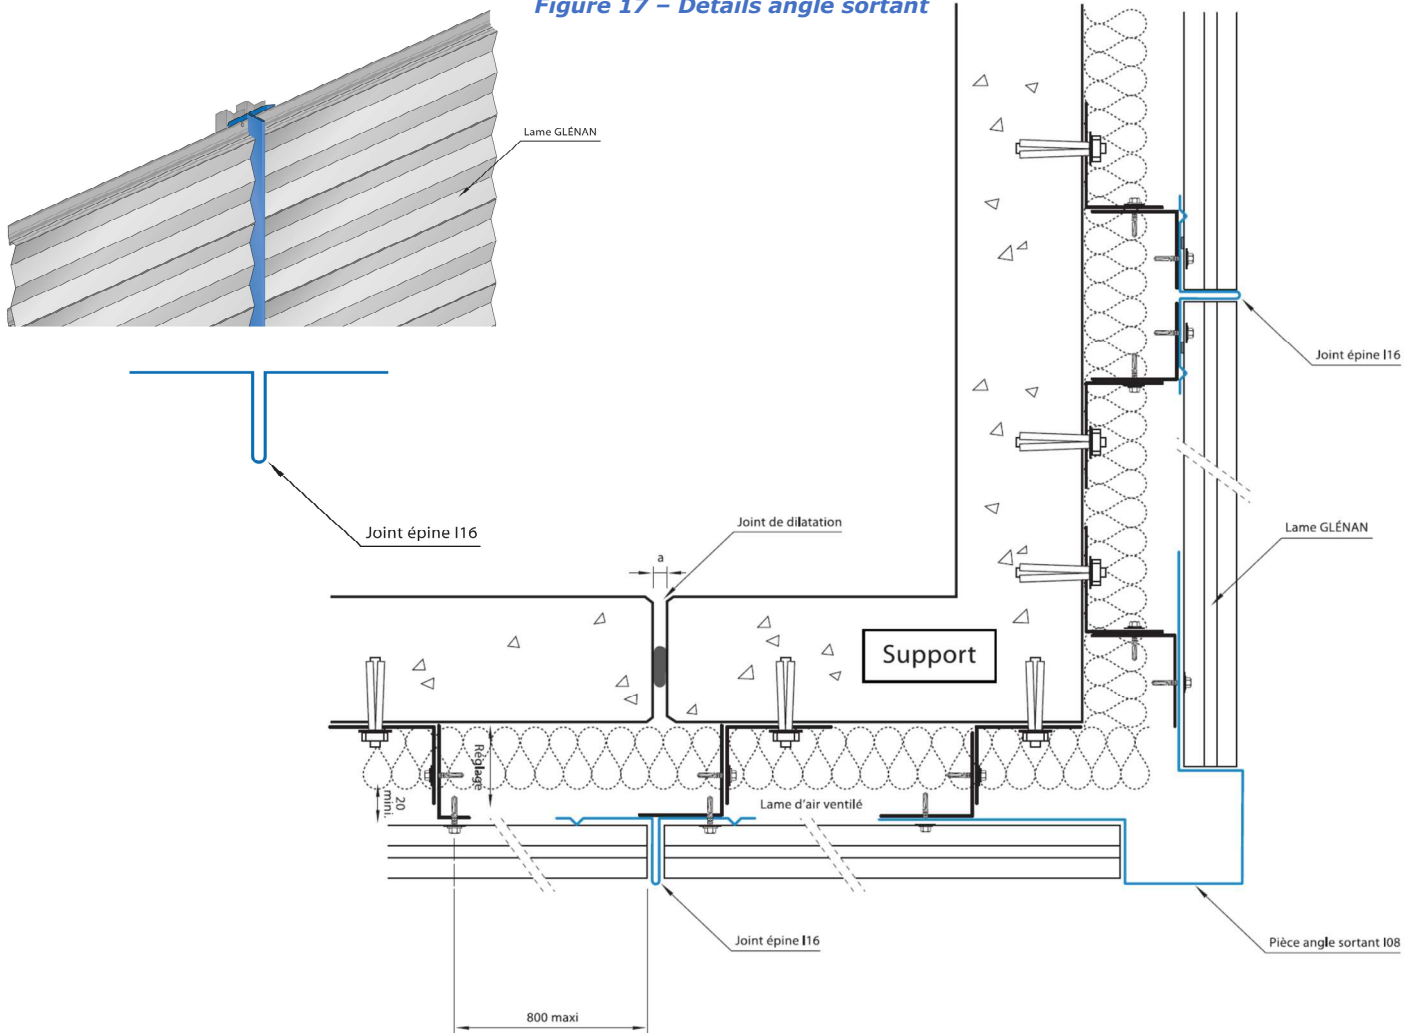 Figure 17 – Détails angle sortant
Lame GLÉNAN
Joint épine I16
Joint épine I16
Joint de dilatation
a
Lame GLÉNAN
Support
Réglage
20
mini.
Lame d'air ventilé
Joint épine I16
Pièce angle sortant I08
800 maxi